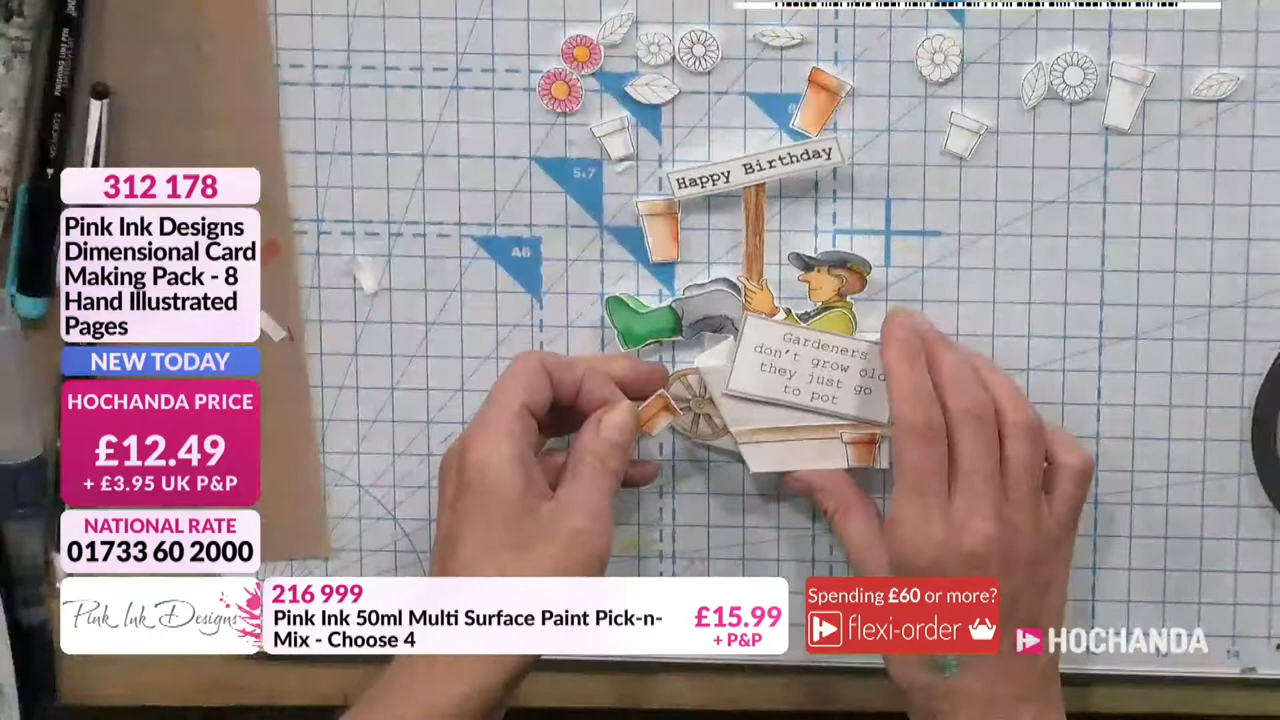 312 178
Pink Ink Designs
Dimensional Card
Making Pack - 8
Hand Illustrated
Pages
NEW TODAY
HOCHANDA PRICE
£12.49
+ £3.95 UK P&P
NATIONAL RATE
01733 60 2000
Pink Ink Designs
216 999
Pink Ink 50ml Multi Surface Paint Pick-n-
Mix - Choose 4
£15.99
+ P&P
Spending £60 or more?
flexi-order
HOCHANDA
Happy Birthday
Gardeners
don't grow old
they just go
to pot
5x7
A6